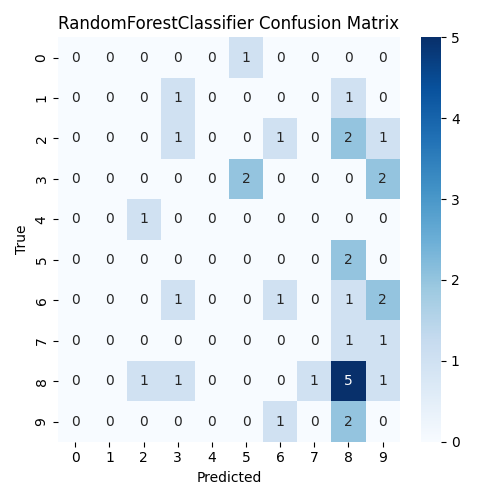 RandomForestClassifier Confusion Matrix
0 0 0 0 0 0 1 0 0 0 0
1 0 0 0 1 0 0 0 0 1 0
2 0 0 0 1 0 0 1 0 2 1
3 0 0 0 0 0 2 0 0 0 2
4 0 0 1 0 0 0 0 0 0 0
5 0 0 0 0 0 0 0 0 2 0
6 0 0 0 1 0 0 1 0 1 2
7 0 0 0 0 0 0 0 0 1 1
8 0 0 1 1 0 0 0 1 5 1
9 0 0 0 0 0 0 1 0 2 0
0 1 2 3 4 5 6 7 8 9
True
Predicted
5
4
3
2
1
0